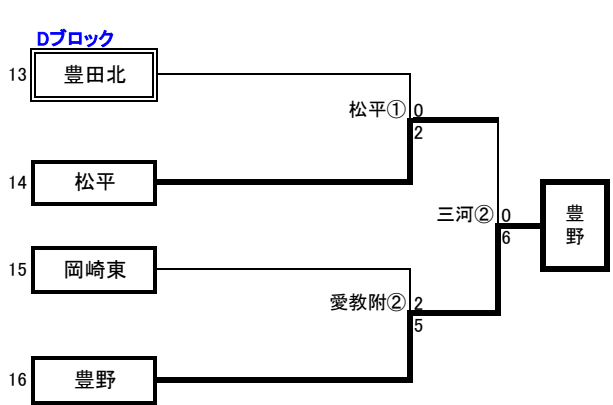 Dブロック
13 豊田北
松平① 0
2
14 松平
三河② 0
6
豊野
15 岡崎東
愛教附② 2
5
16 豊野